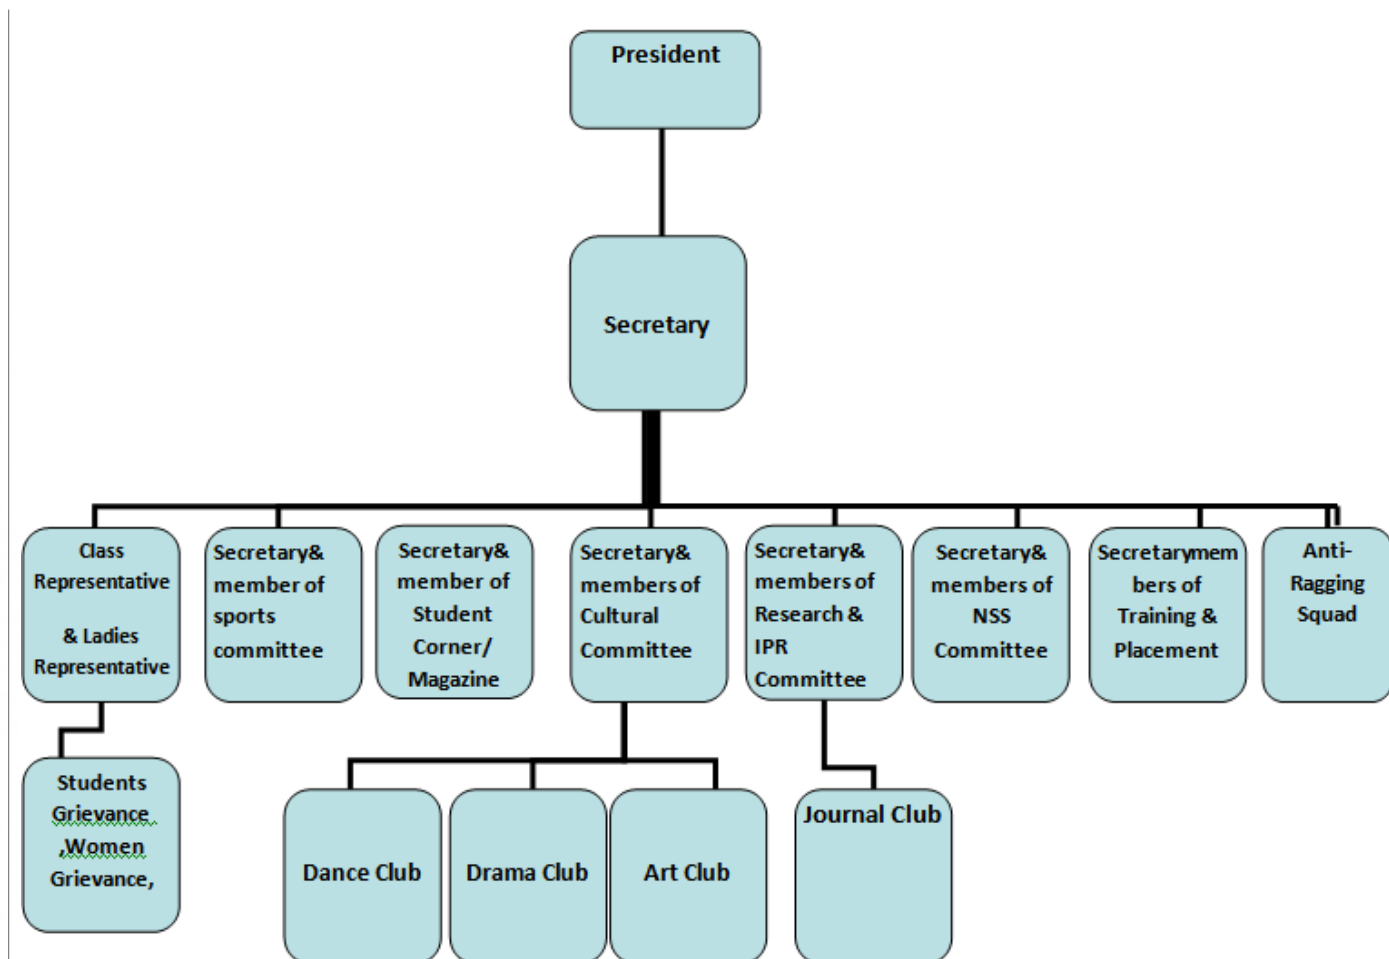 President
Secretary
Class
Representative
& Ladies
Representative
Secretary&
member of
sports
committee
Secretary&
member of
Student
Corner/
Magazine
Secretary&
members of
Cultural
Committee
Secretary&
members of
Research &
IPR
Committee
Secretary&
members of
NSS
Committee
Secretarymem
bers of
Training &
Placement
Anti-
Ragging
Squad
Students
Grievance
,Women
Grievance,
Dance Club
Drama Club
Art Club
Journal Club